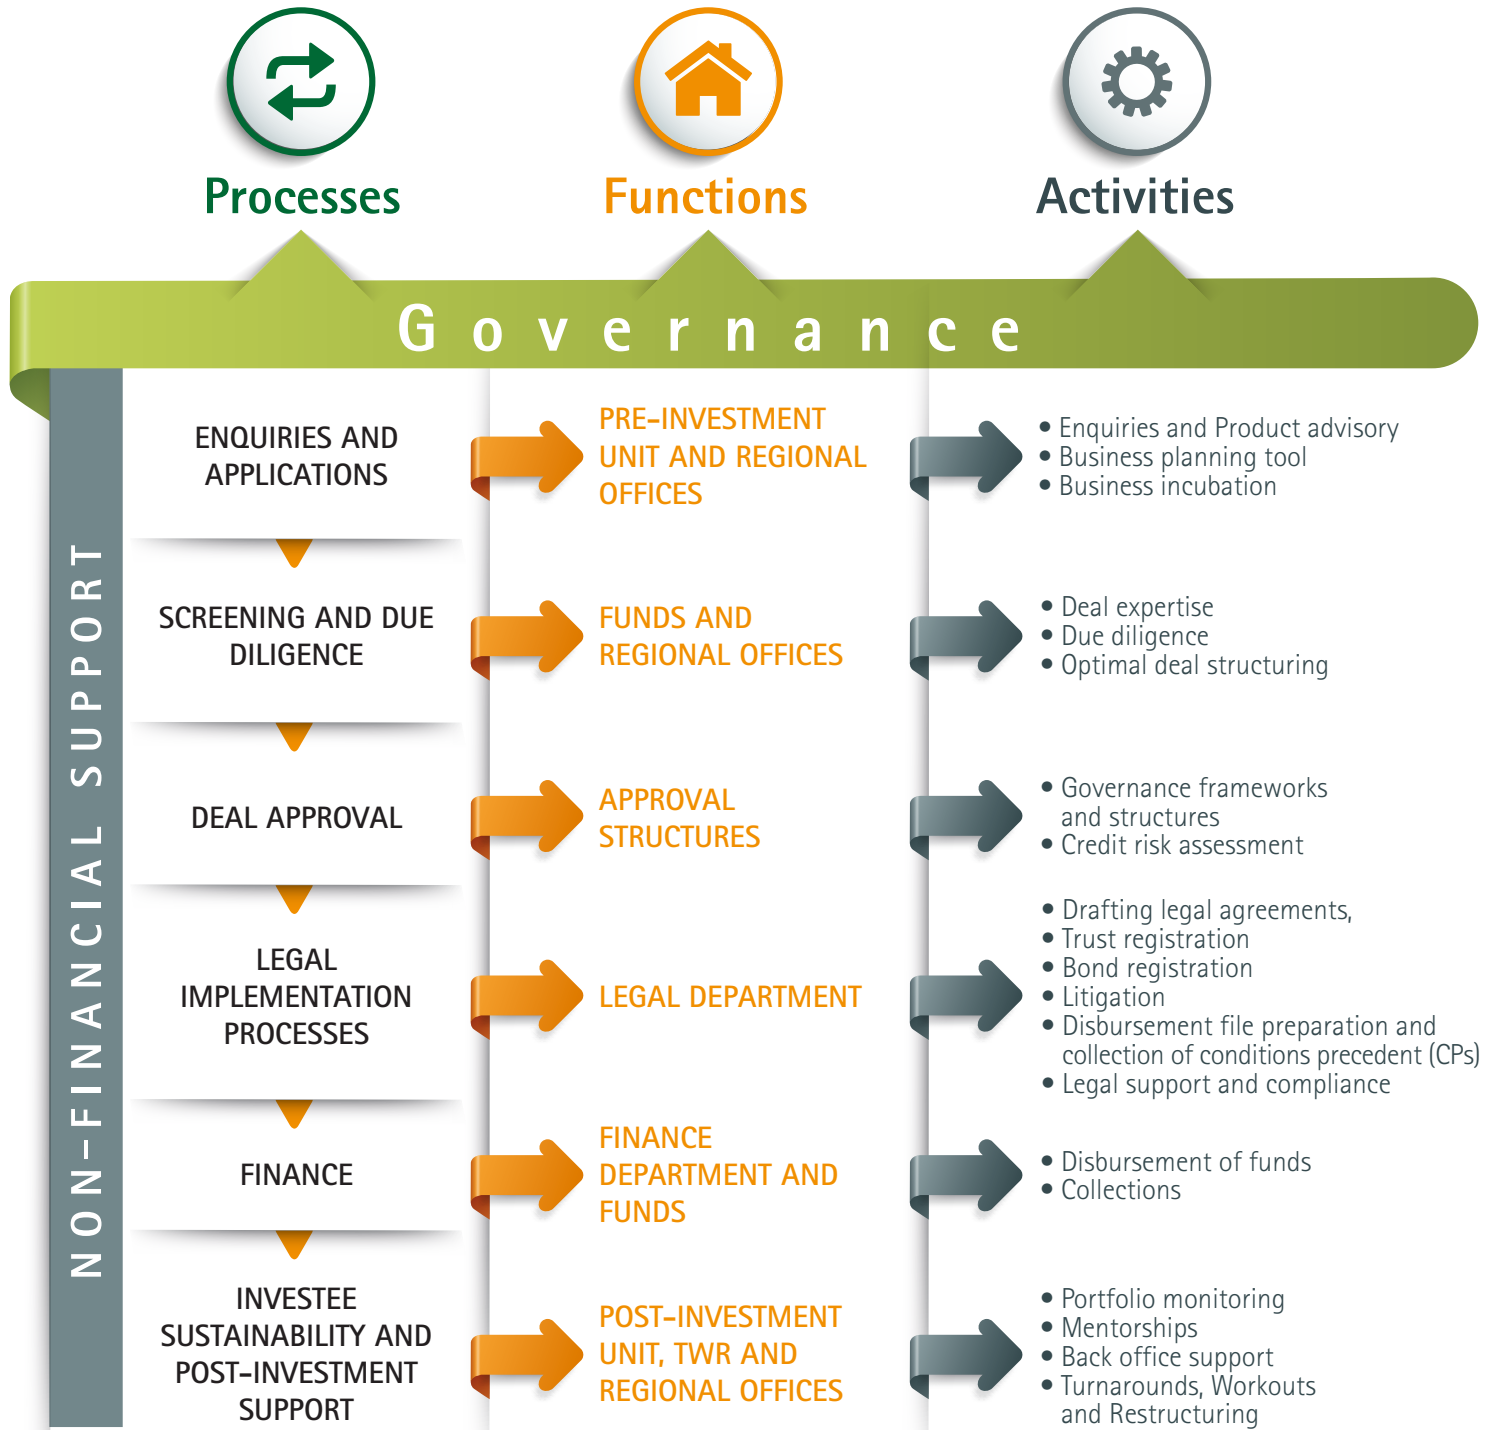 Processes
Functions
Activities
Governance
NON-FINANCIAL SUPPORT
ENQUIRIES AND
APPLICATIONS
PRE-INVESTMENT
UNIT AND REGIONAL
OFFICES
• Enquiries and Product advisory
• Business planning tool
• Business incubation
SCREENING AND DUE
DILIGENCE
FUNDS AND
REGIONAL OFFICES
• Deal expertise
• Due diligence
• Optimal deal structuring
DEAL APPROVAL
APPROVAL
STRUCTURES
• Governance frameworks
and structures
• Credit risk assessment
LEGAL
IMPLEMENTATION
PROCESSES
LEGAL DEPARTMENT
• Drafting legal agreements,
• Trust registration
• Bond registration
• Litigation
• Disbursement file preparation and
collection of conditions precedent (CPs)
• Legal support and compliance
FINANCE
FINANCE
DEPARTMENT AND
FUNDS
• Disbursement of funds
• Collections
INVESTEE
SUSTAINABILITY AND
POST-INVESTMENT
SUPPORT
POST-INVESTMENT
UNIT, TWR AND
REGIONAL OFFICES
• Portfolio monitoring
• Mentorships
• Back office support
• Turnarounds, Workouts
and Restructuring